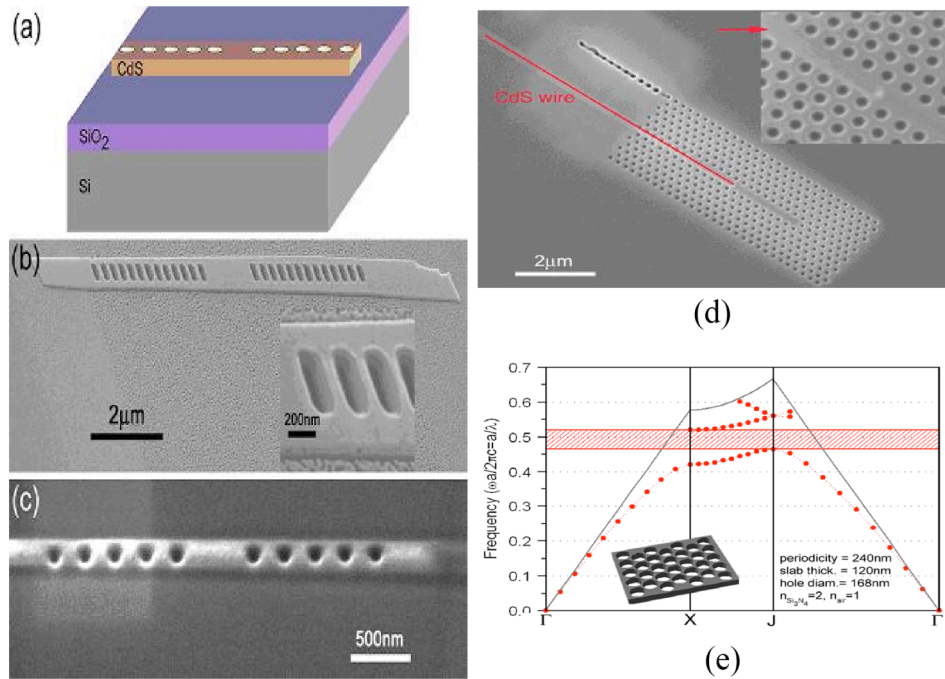 (a)
CdS
SiO2
Si
(b)
2μm
200nm
(c)
500nm
CdS wire
2μm
(d)
Frequency (ωa/2πc=a/λ)
0.7
0.6
0.5
0.4
0.3
0.2
0.1
0.0
periodicity = 240nm
slab thick. = 120nm
hole diam.= 168nm
nSi3N4=2, nair=1
Γ X J Γ
(e)